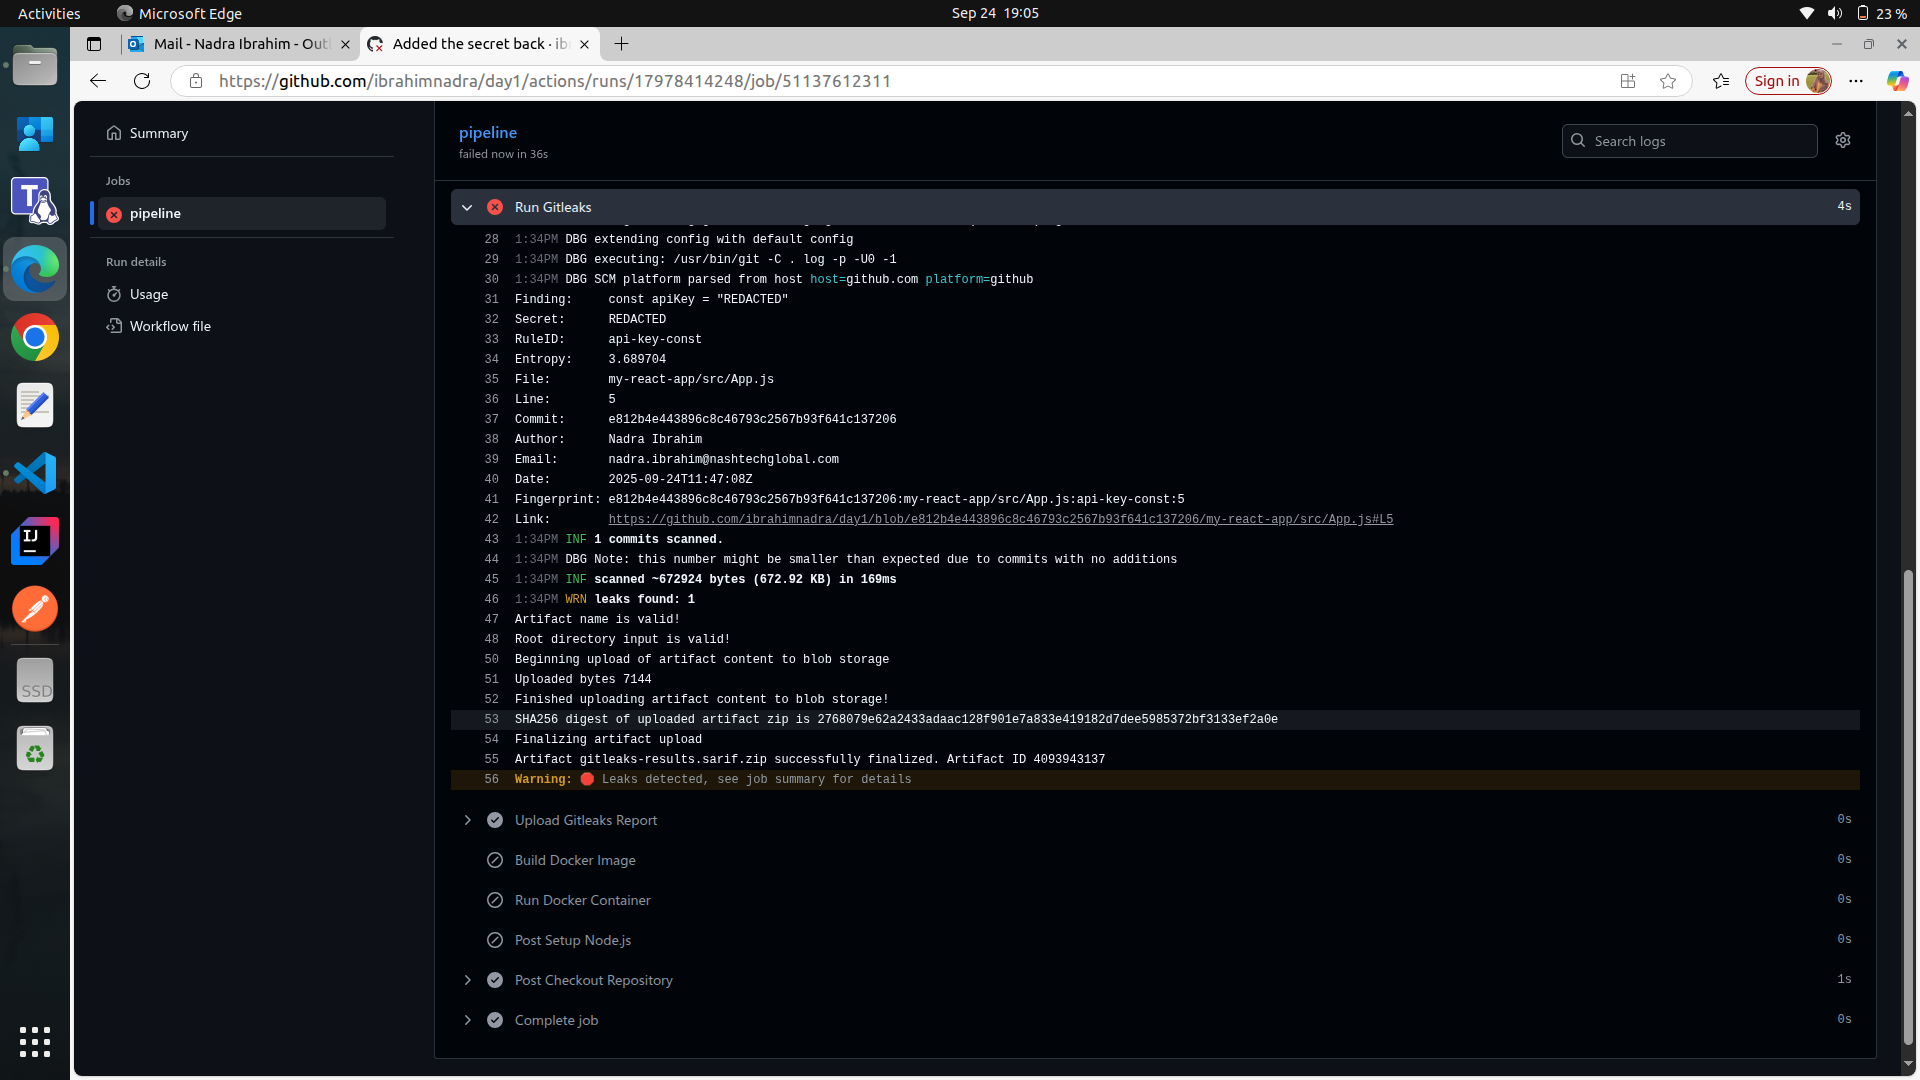 Activities
Microsoft Edge
Sep 24 19:05
23 %
Mail - Nadra Ibrahim - Out
Added the secret back · ib
https://github.com/ibrahimnadra/day1/actions/runs/17978414248/job/51137612311
Sign in
Summary
Jobs
pipeline
Run details
Usage
Workflow file
pipeline
failed now in 36s
Search logs
Run Gitleaks
4s
28 1:34PM DBG extending config with default config
29 1:34PM DBG executing: /usr/bin/git -C . log -p -U0 -1
30 1:34PM DBG SCM platform parsed from host host=github.com platform=github
31 Finding: const apiKey = "REDACTED"
32 Secret: REDACTED
33 RuleID: api-key-const
34 Entropy: 3.689704
35 File: my-react-app/src/App.js
36 Line: 5
37 Commit: e812b4e443896c8c46793c2567b93f641c137206
38 Author: Nadra Ibrahim
39 Email: nadra.ibrahim@nashtechglobal.com
40 Date: 2025-09-24T11:47:08Z
41 Fingerprint: e812b4e443896c8c46793c2567b93f641c137206:my-react-app/src/App.js:api-key-const:5
42 Link: https://github.com/ibrahimnadra/day1/blob/e812b4e443896c8c46793c2567b93f641c137206/my-react-app/src/App.js#L5
43 1:34PM INF 1 commits scanned.
44 1:34PM DBG Note: this number might be smaller than expected due to commits with no additions
45 1:34PM INF scanned ~672924 bytes (672.92 KB) in 169ms
46 1:34PM WRN leaks found: 1
47 Artifact name is valid!
48 Root directory input is valid!
50 Beginning upload of artifact content to blob storage
51 Uploaded bytes 7144
52 Finished uploading artifact content to blob storage!
53 SHA256 digest of uploaded artifact zip is 2768079e62a2433adaac128f901e7a833e419182d7dee5985372bf3133ef2a0e
54 Finalizing artifact upload
55 Artifact gitleaks-results.sarif.zip successfully finalized. Artifact ID 4093943137
56 Warning: 🛑 Leaks detected, see job summary for details
Upload Gitleaks Report
0s
Build Docker Image
0s
Run Docker Container
0s
Post Setup Node.js
0s
Post Checkout Repository
1s
Complete job
0s
SSD